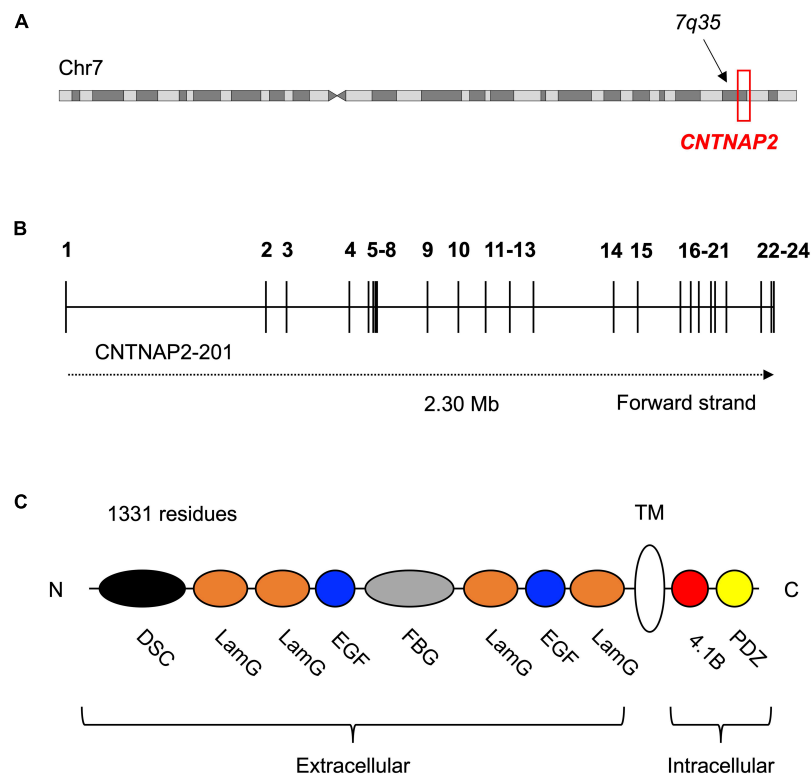 A
7q35
Chr7
CNTNAP2
B
1 2 3 4 5-8 9 10 11-13 14 15 16-21 22-24
CNTNAP2-201
2.30 Mb Forward strand
C
1331 residues TM
N C
DSC LamG LamG EGF FBG LamG EGF LamG 4.1B PDZ
Extracellular Intracellular